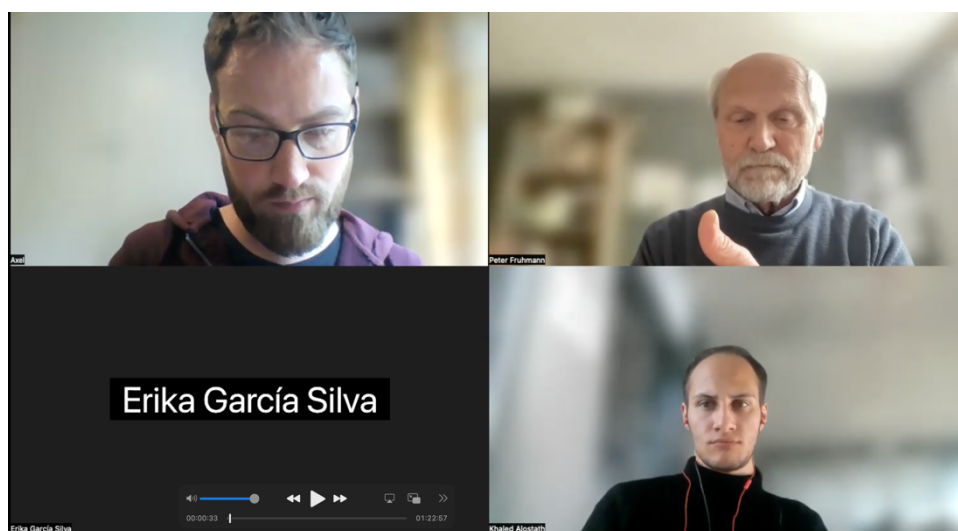 Axel
Peter Fruhmann
Erika García Silva
00:00:33
01:22:57
Erika García Silva
Khaled Alostath